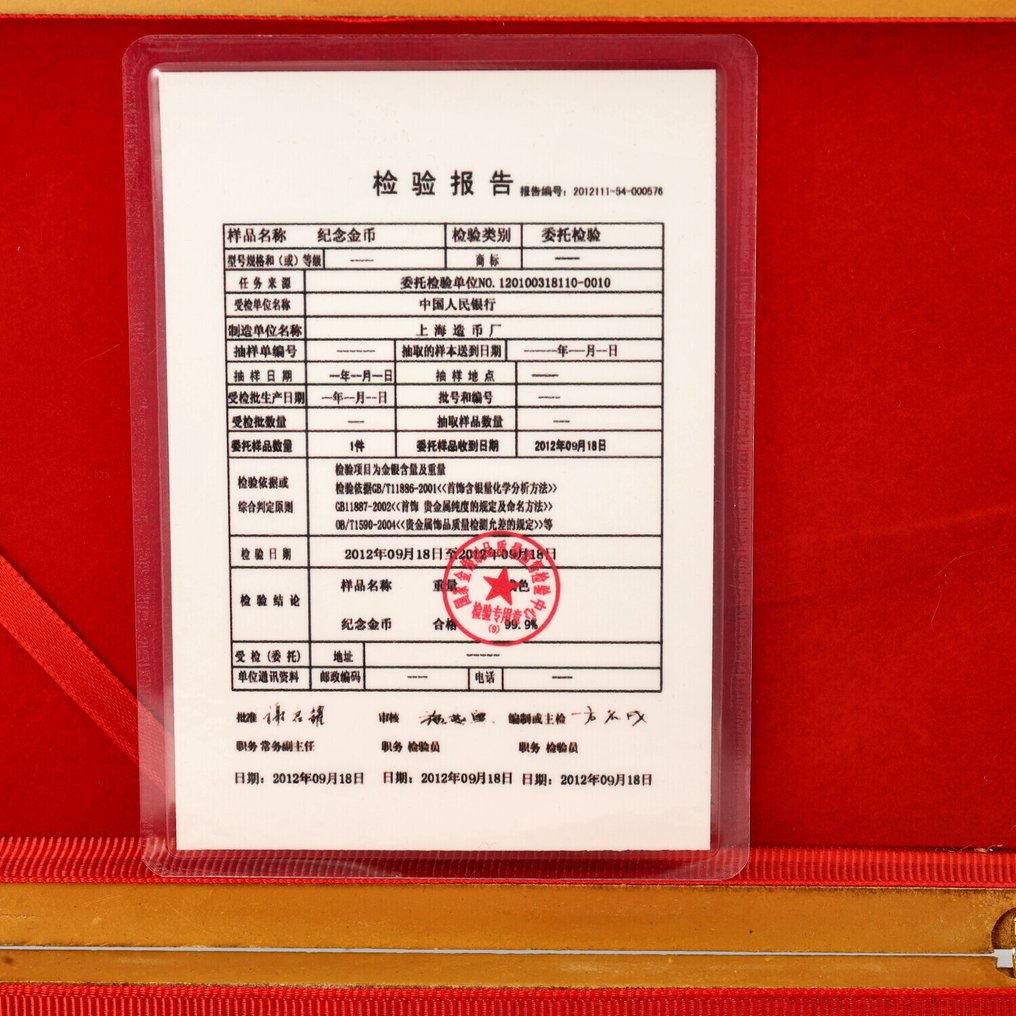 检验报告 报告编号：2012111-54-000576
样品名称 纪念金币 检验类别 委托检验
型号规格和（或）等级 ---- 商标 ----
任务来源 委托检验单位NO.120100318110-0010
受检单位名称 中国人民银行
制造单位名称 上海造币厂
抽样单编号 ---- 抽取的样本送到日期 ----年--月--日
抽样日期 --年--月--日 抽样地点 ----
受检批生产日期 --年--月--日 批号和编号 ---
受检批数量 --- 抽取样品数量 ---
委托样品数量 1件 委托样品收到日期 2012年09月18日
检验依据或
综合判定原则
检验项目为金银含量及重量
检验依据GB/T11886-2001<<首饰含银量化学分析方法>>
GB11887-2002<<首饰 贵金属纯度的规定及命名方法>>
OB/T1590-2004<<贵金属饰品质量检测允差的规定>>等
检验日期 2012年09月18日至2012年09月18日
检验结论 样品名称 重量 成色
纪念金币 合格 99.9%
检验专用章
(9)
受检（委托） 地址 -----
单位通讯资料 邮政编码 --- 电话 ---
批准 审核 编制或主检
职务 常务副主任 职务 检验员 职务 检验员
日期：2012年09月18日 日期：2012年09月18日 日期：2012年09月18日